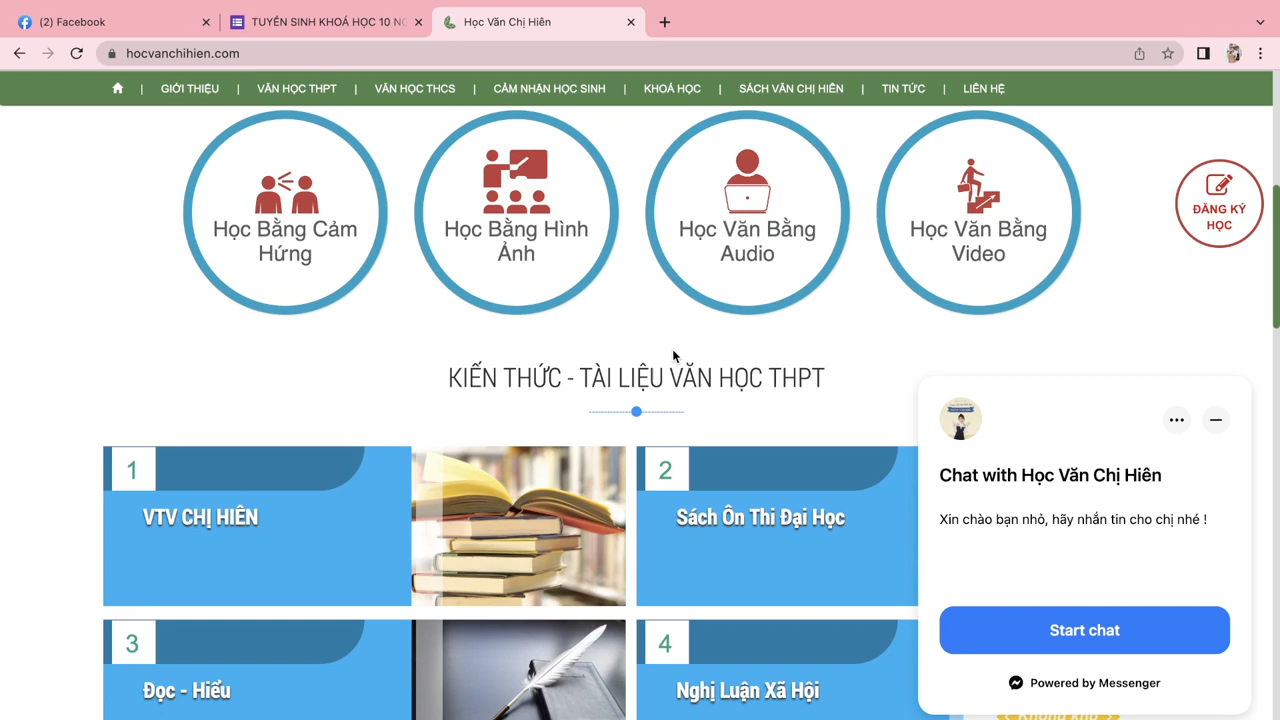 (2) Facebook
TUYỂN SINH KHOÁ HỌC 10 NG
Học Văn Chị Hiên
hocvanchihien.com
GIỚI THIỆU | VĂN HỌC THPT | VĂN HỌC THCS | CẢM NHẬN HỌC SINH | KHOÁ HỌC | SÁCH VĂN CHỊ HIÊN | TIN TỨC | LIÊN HỆ
Học Bằng Cảm
Hứng
Học Bằng Hình
Ảnh
Học Văn Bằng
Audio
Học Văn Bằng
Video
ĐĂNG KÝ
HỌC
KIẾN THỨC - TÀI LIỆU VĂN HỌC THPT
1
VTV CHỊ HIÊN
2
Sách Ôn Thi Đại Học
3
Đọc - Hiểu
4
Nghị Luận Xã Hội
Chat with Học Văn Chị Hiên
Xin chào bạn nhỏ, hãy nhắn tin cho chị nhé !
Start chat
Powered by Messenger